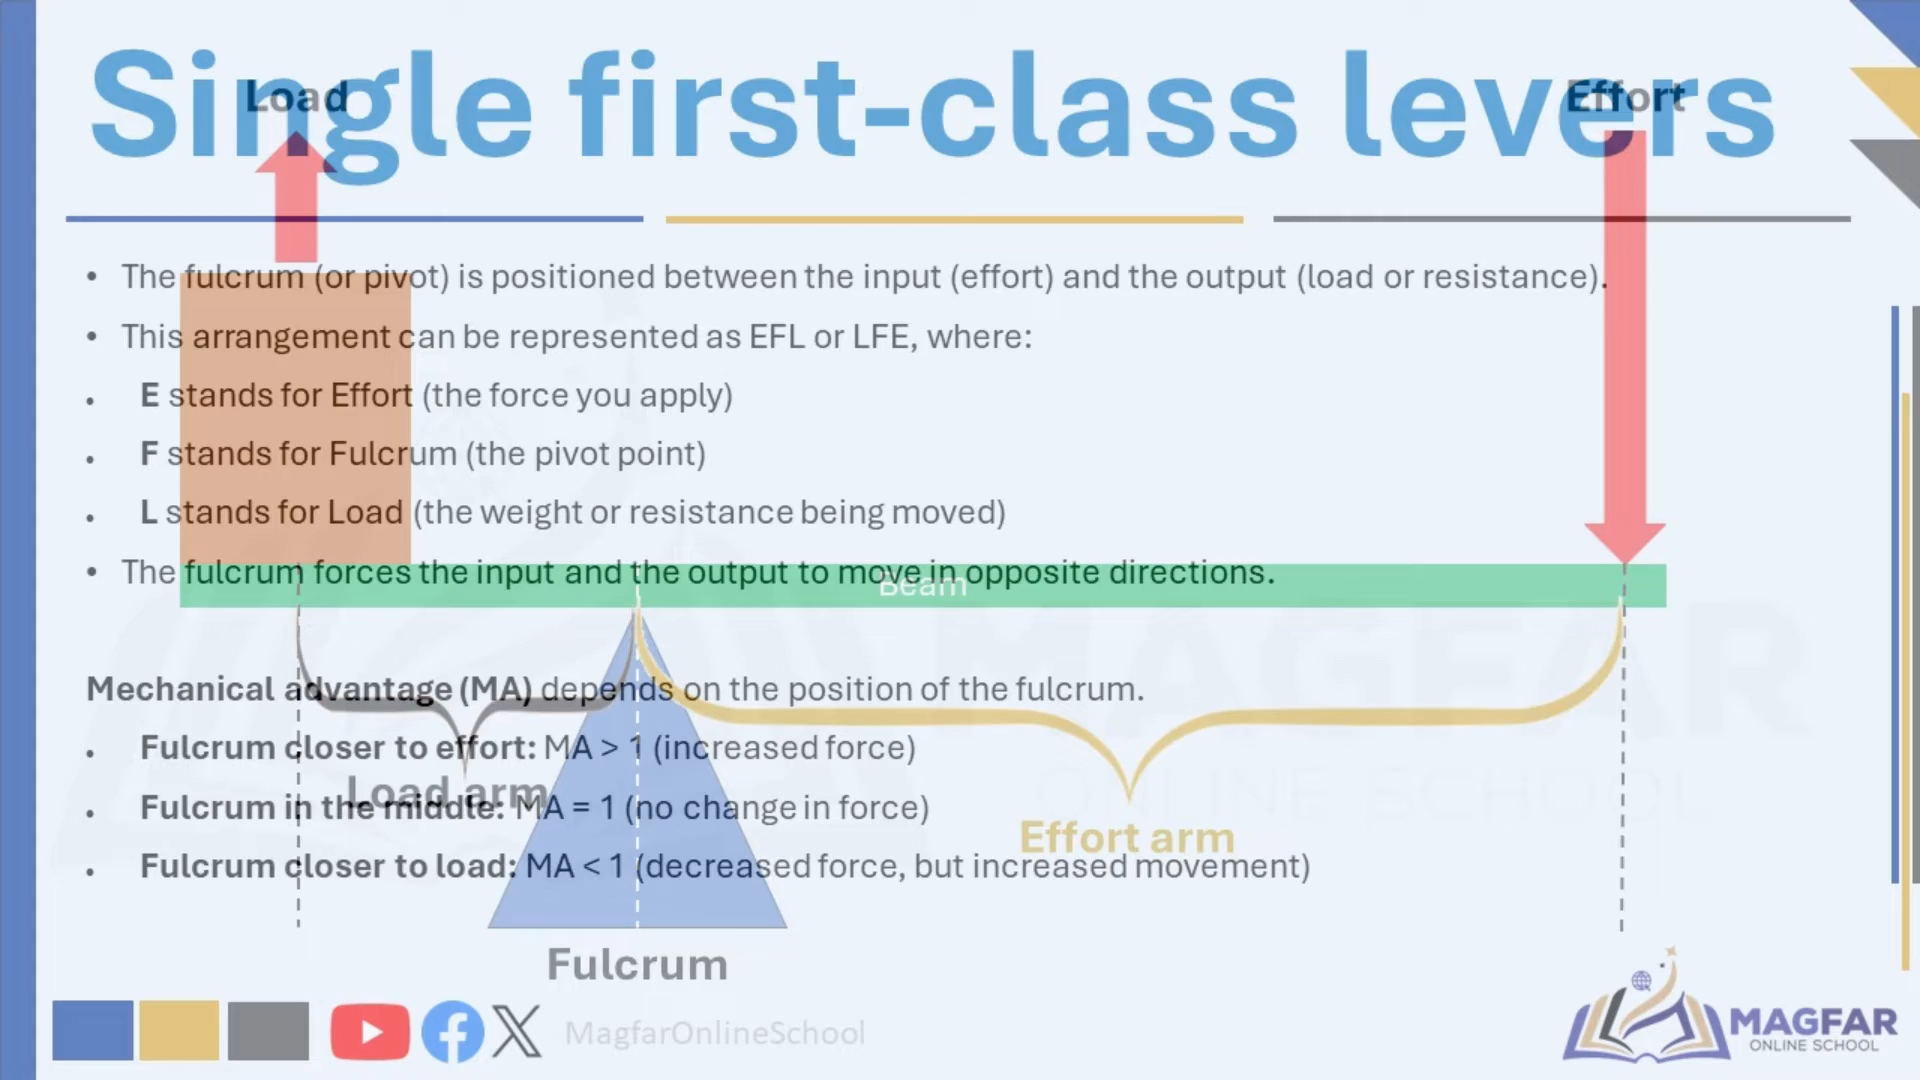 Single first-class levers
Load
Effort
• The fulcrum (or pivot) is positioned between the input (effort) and the output (load or resistance).
• This arrangement can be represented as EFL or LFE, where:
• E stands for Effort (the force you apply)
• F stands for Fulcrum (the pivot point)
• L stands for Load (the weight or resistance being moved)
• The fulcrum forces the input and the output to move in opposite directions.
Beam
Mechanical advantage (MA) depends on the position of the fulcrum.
• Fulcrum closer to effort: MA > 1 (increased force)
Load arm
• Fulcrum in the middle: MA = 1 (no change in force)
Effort arm
• Fulcrum closer to load: MA < 1 (decreased force, but increased movement)
Fulcrum
MagfarOnlineSchool
MAGFAR
ONLINE SCHOOL
MAGFAR
ONLINE SCHOOL